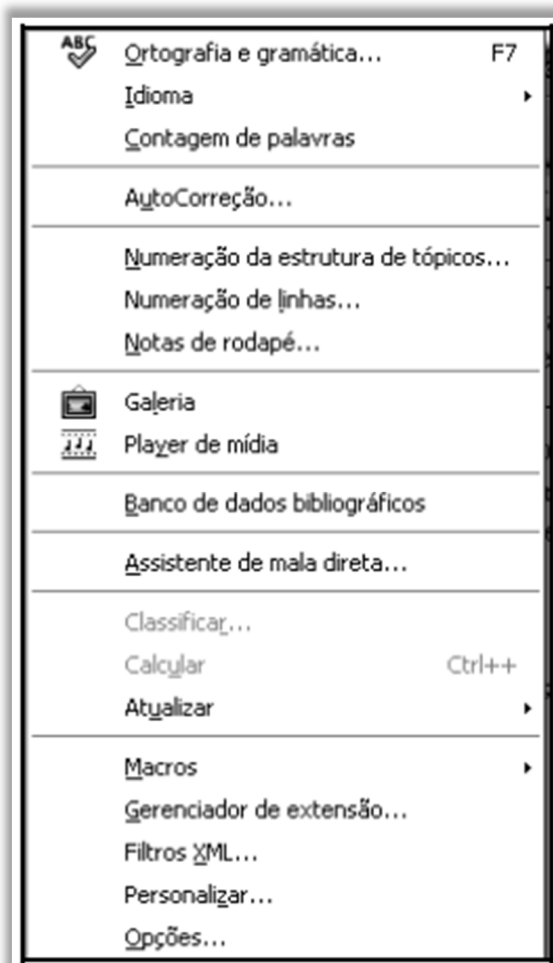 ABC
Ortografia e gramática... F7
Idioma
Contagem de palavras
AutoCorreção...
Numeração da estrutura de tópicos...
Numeração de linhas...
Notas de rodapé...
Galeria
Player de mídia
Banco de dados bibliográficos
Assistente de mala direta...
Classificar...
Calcular Ctrl++
Atualizar
Macros
Gerenciador de extensão...
Filtros XML...
Personalizar...
Opções...